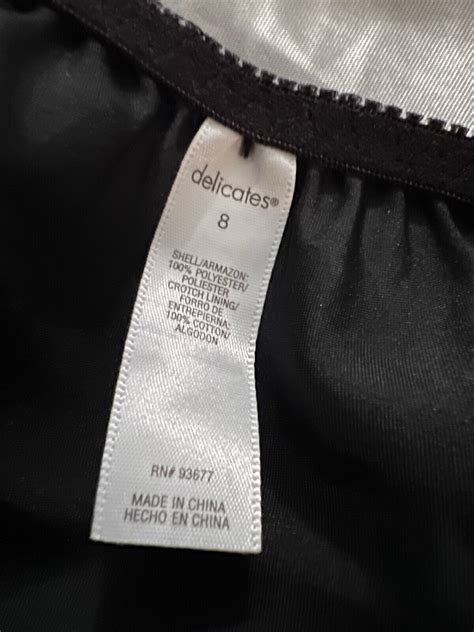 delicates®
8
SHELL/ARMAZON:
100% POLYESTER/
POLIESTER
CROTCH LINING/
FORRO DE
ENTREPIERNA:
100% COTTON/
ALGODON
RN# 93677
MADE IN CHINA
HECHO EN CHINA